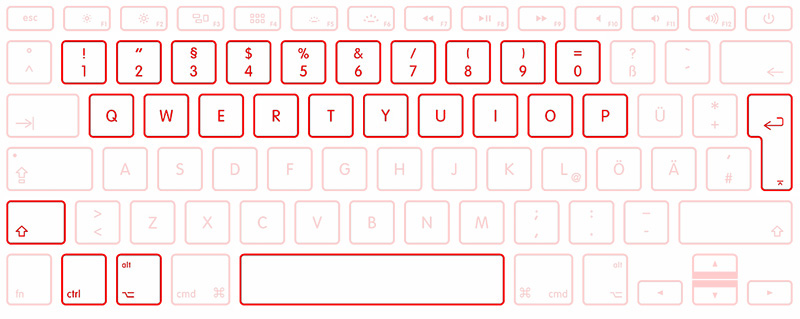 esc F1 F2 F3 F4 F5 F6 F7 F8 F9 F10 F11 F12
° ! " § $ % & / ( ) = ? `
^ 1 2 3 4 5 6 7 8 9 0 ß ´
Q W E R T Y U I O P Ü * +
A S D F G H J K L @ Ö Ä ' #
> < Z X C V B N M ; , : . _ -
fn ctrl alt cmd ⌘ ⌘ cmd alt